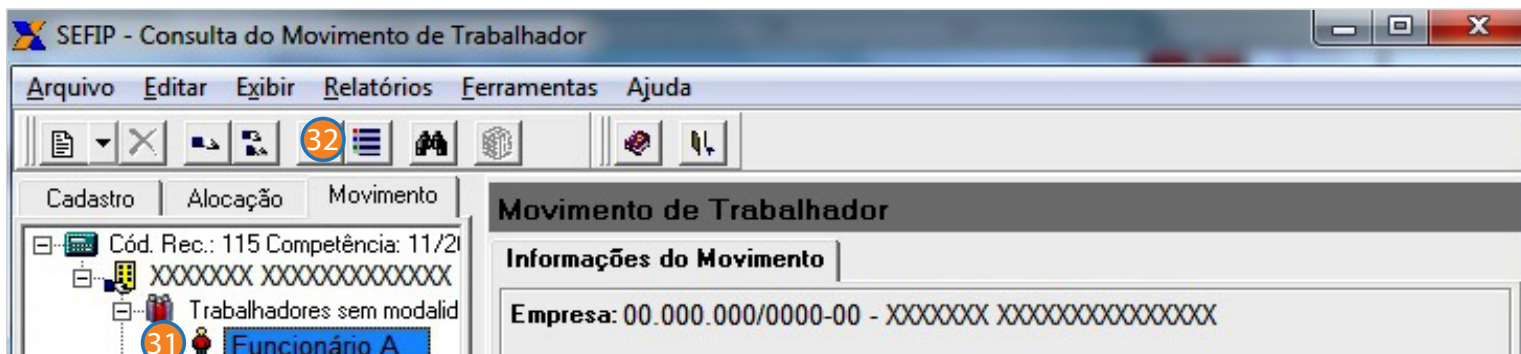 SEFIP - Consulta do Movimento de Trabalhador
Arquivo Editar Exibir Relatórios Ferramentas Ajuda
32
Cadastro Alocação Movimento
Movimento de Trabalhador
Cód. Rec.: 115 Competência: 11/2
Informações do Movimento
XXXXXXX XXXXXXXXXXXXX
Trabalhadores sem modalid
Empresa: 00.000.000/0000-00 - XXXXXXX XXXXXXXXXXXXXXX
31 Funcionário A